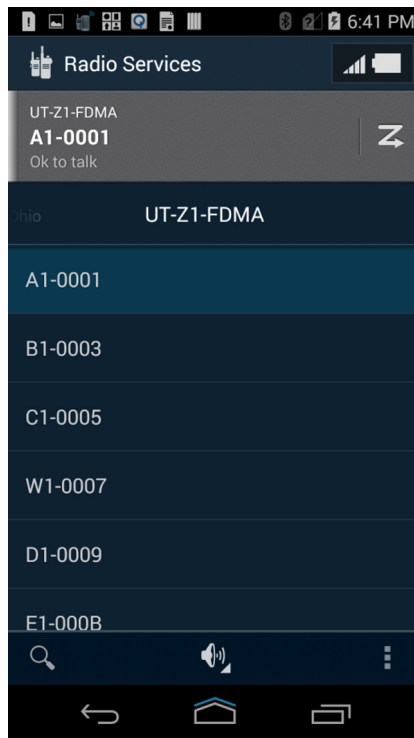 6:41 PM
Radio Services
UT-Z1-FDMA
A1-0001
Ok to talk
Ohio UT-Z1-FDMA
A1-0001
B1-0003
C1-0005
W1-0007
D1-0009
E1-000B